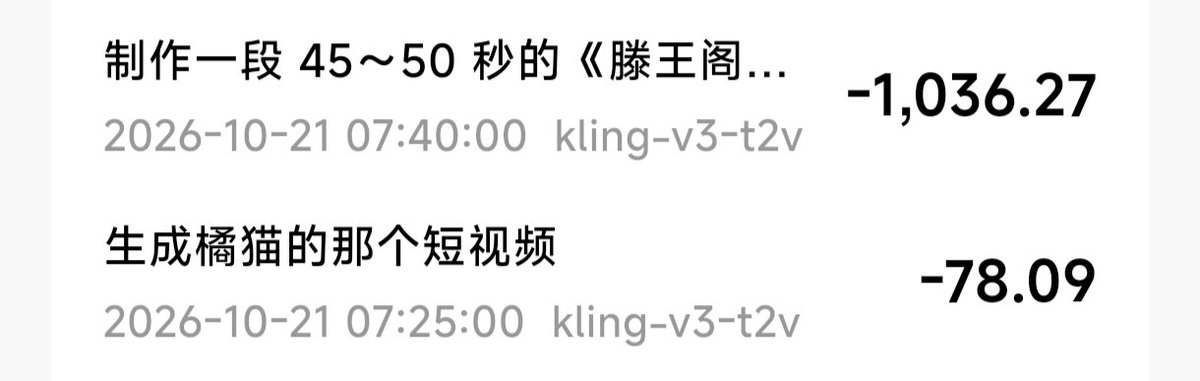 制作一段 45～50 秒的《滕王阁...
-1,036.27
2026-10-21 07:40:00 kling-v3-t2v
生成橘猫的那个短视频
-78.09
2026-10-21 07:25:00 kling-v3-t2v